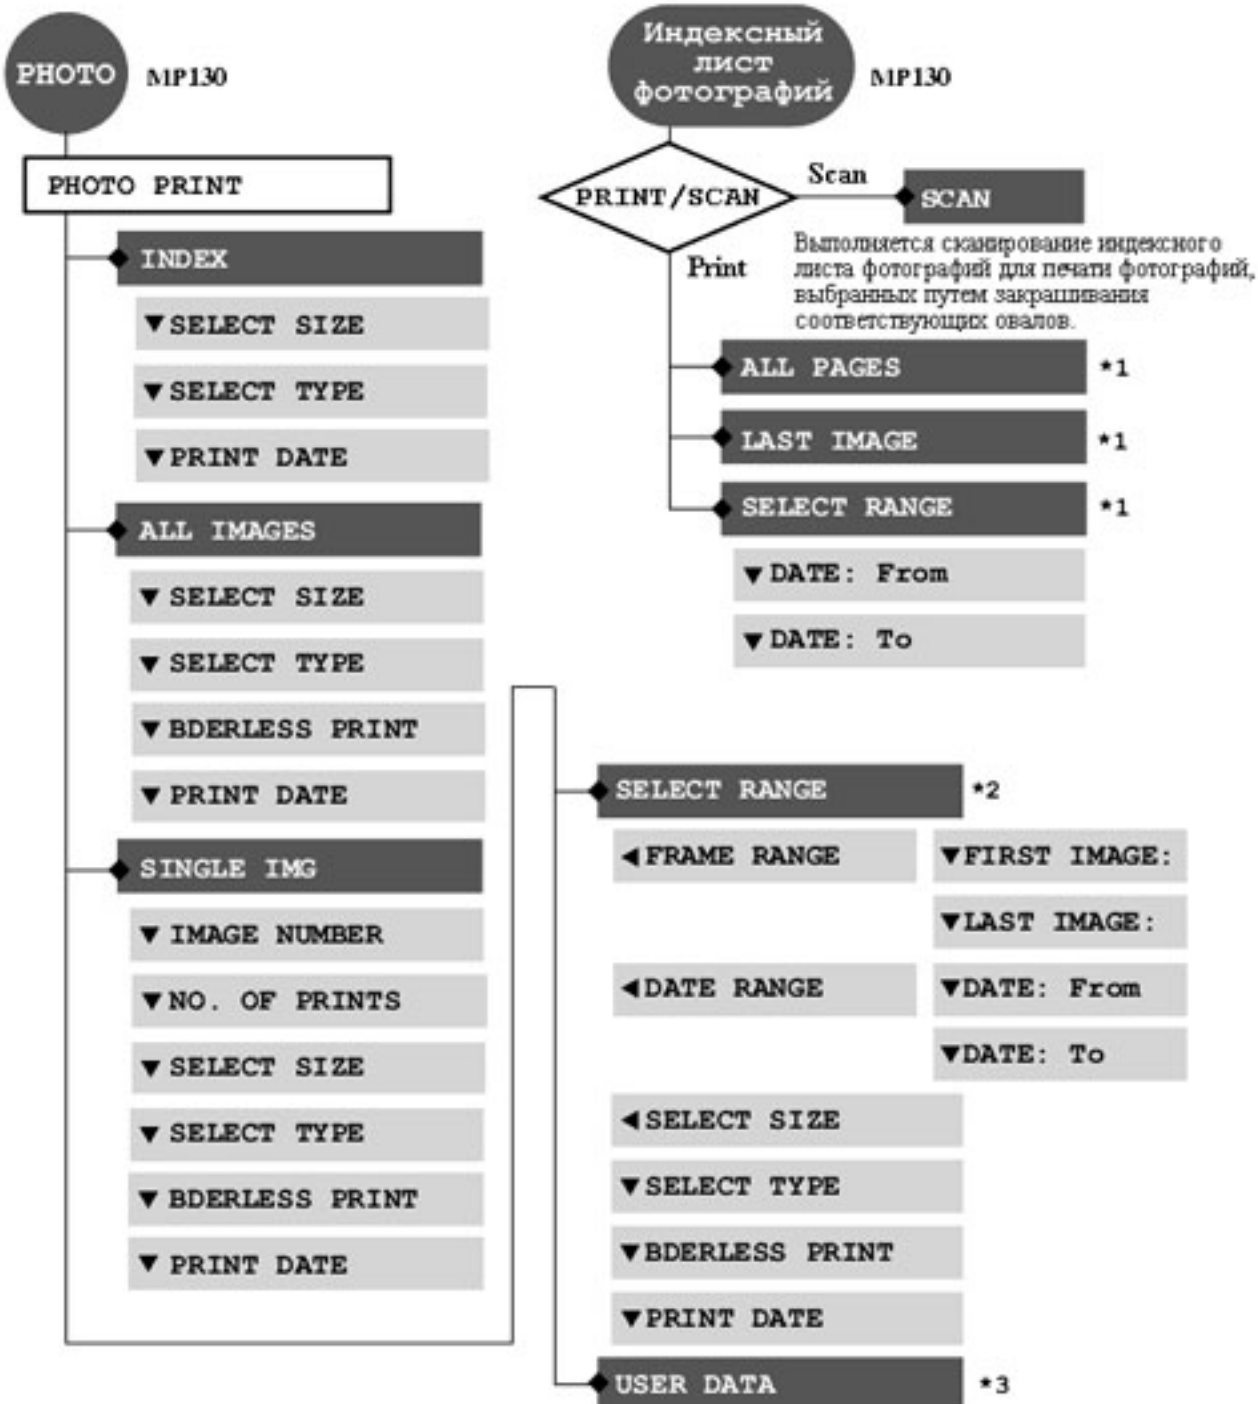 PHOTO
MP130
PHOTO PRINT
INDEX
▼SELECT SIZE
▼SELECT TYPE
▼PRINT DATE
ALL IMAGES
▼ SELECT SIZE
▼ SELECT TYPE
▼ BDERLESS PRINT
▼ PRINT DATE
SINGLE IMG
▼ IMAGE NUMBER
▼ NO. OF PRINTS
▼ SELECT SIZE
▼ SELECT TYPE
▼ BDERLESS PRINT
▼ PRINT DATE
Индексный
лист
фотографий
MP130
PRINT/SCAN
Scan
SCAN
Выполняется сканирование индексного
листа фотографий для печати фотографий,
выбранных путем закрашивания
соответствующих овалов.
Print
ALL PAGES *1
LAST IMAGE *1
SELECT RANGE *1
▼ DATE: From
▼ DATE: To
SELECT RANGE *2
◀FRAME RANGE ▼FIRST IMAGE:
▼LAST IMAGE:
◀DATE RANGE ▼DATE: From
▼DATE: To
◀SELECT SIZE
▼SELECT TYPE
▼BDERLESS PRINT
▼PRINT DATE
USER DATA *3